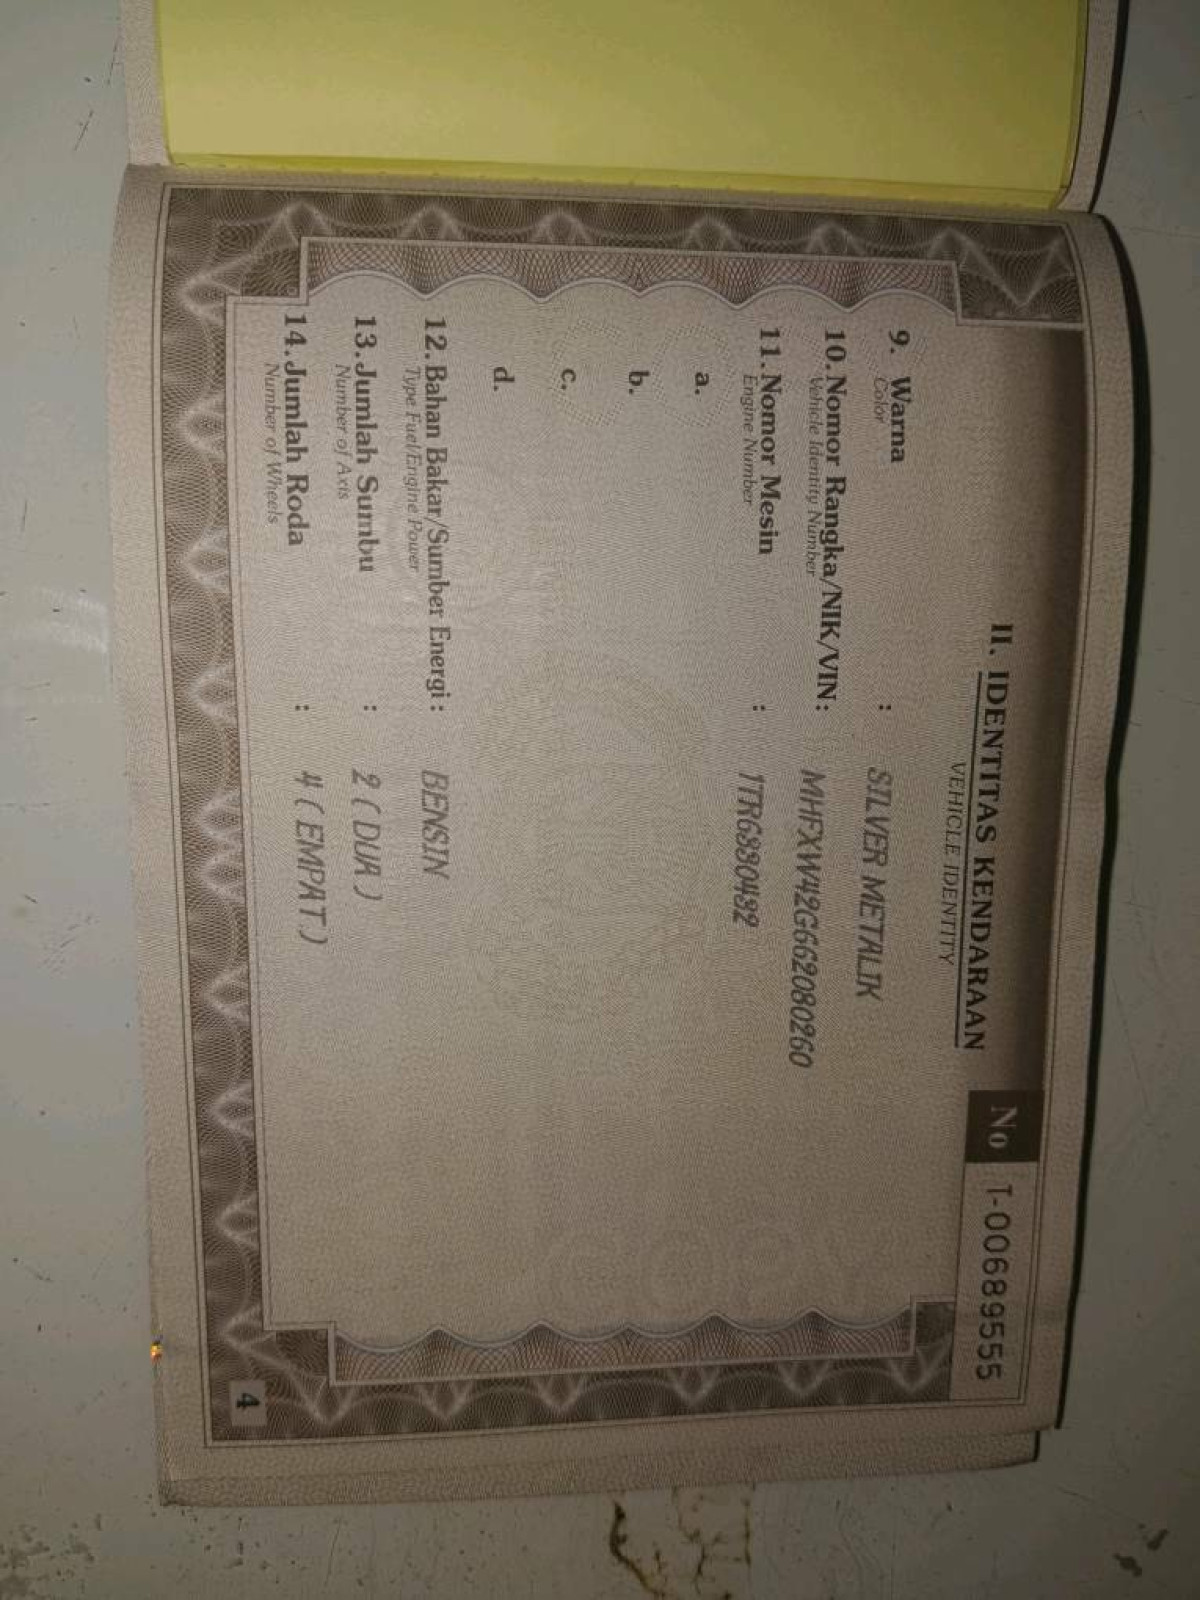 No T-00689555
II. IDENTITAS KENDARAAN
VEHICLE IDENTITY
9. Warna : SILVER METALIK
Color
10. Nomor Rangka/NIK/VIN : MHFXW42G662080260
Vehicle Identity Number
11. Nomor Mesin : 1TR6330432
Engine Number
a.
b.
c.
d.
12. Bahan Bakar/Sumber Energi : BENSIN
Type Fuel/Engine Power
13. Jumlah Sumbu : 2 ( DUA )
Number of Axis
14. Jumlah Roda : 4 ( EMPAT )
Number of Wheels
4